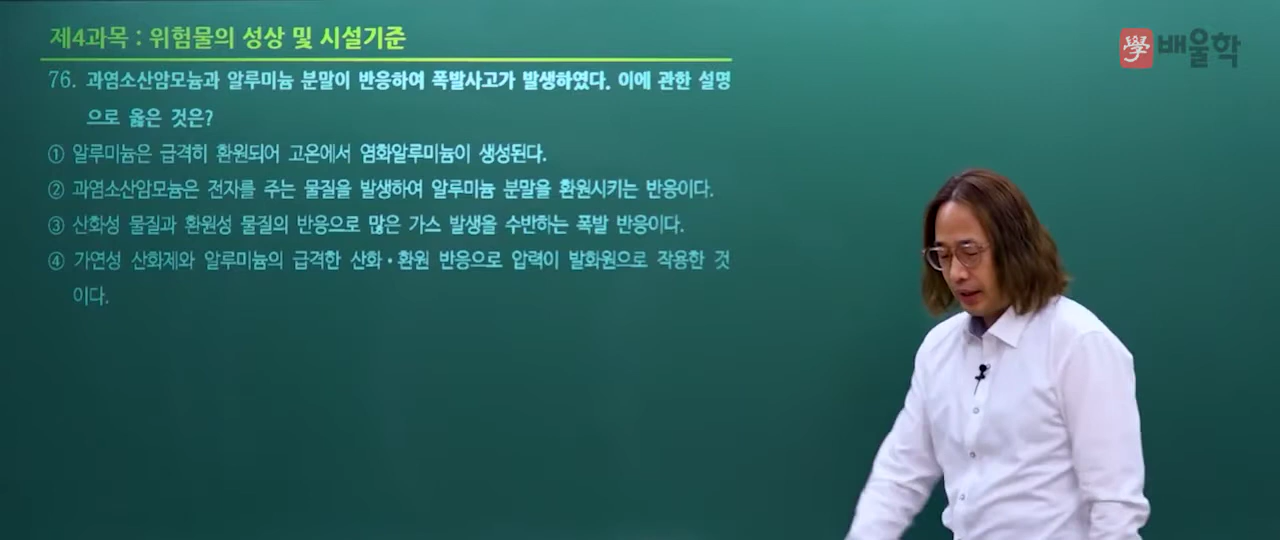 제4과목 : 위험물의 성상 및 시설기준
學 배울학
76. 과염소산암모늄과 알루미늄 분말이 반응하여 폭발사고가 발생하였다. 이에 관한 설명
으로 옳은 것은?
① 알루미늄은 급격히 환원되어 고온에서 염화알루미늄이 생성된다.
② 과염소산암모늄은 전자를 주는 물질을 발생하여 알루미늄 분말을 환원시키는 반응이다.
③ 산화성 물질과 환원성 물질의 반응으로 많은 가스 발생을 수반하는 폭발 반응이다.
④ 가연성 산화제와 알루미늄의 급격한 산화·환원 반응으로 압력이 발화원으로 작용한 것
이다.